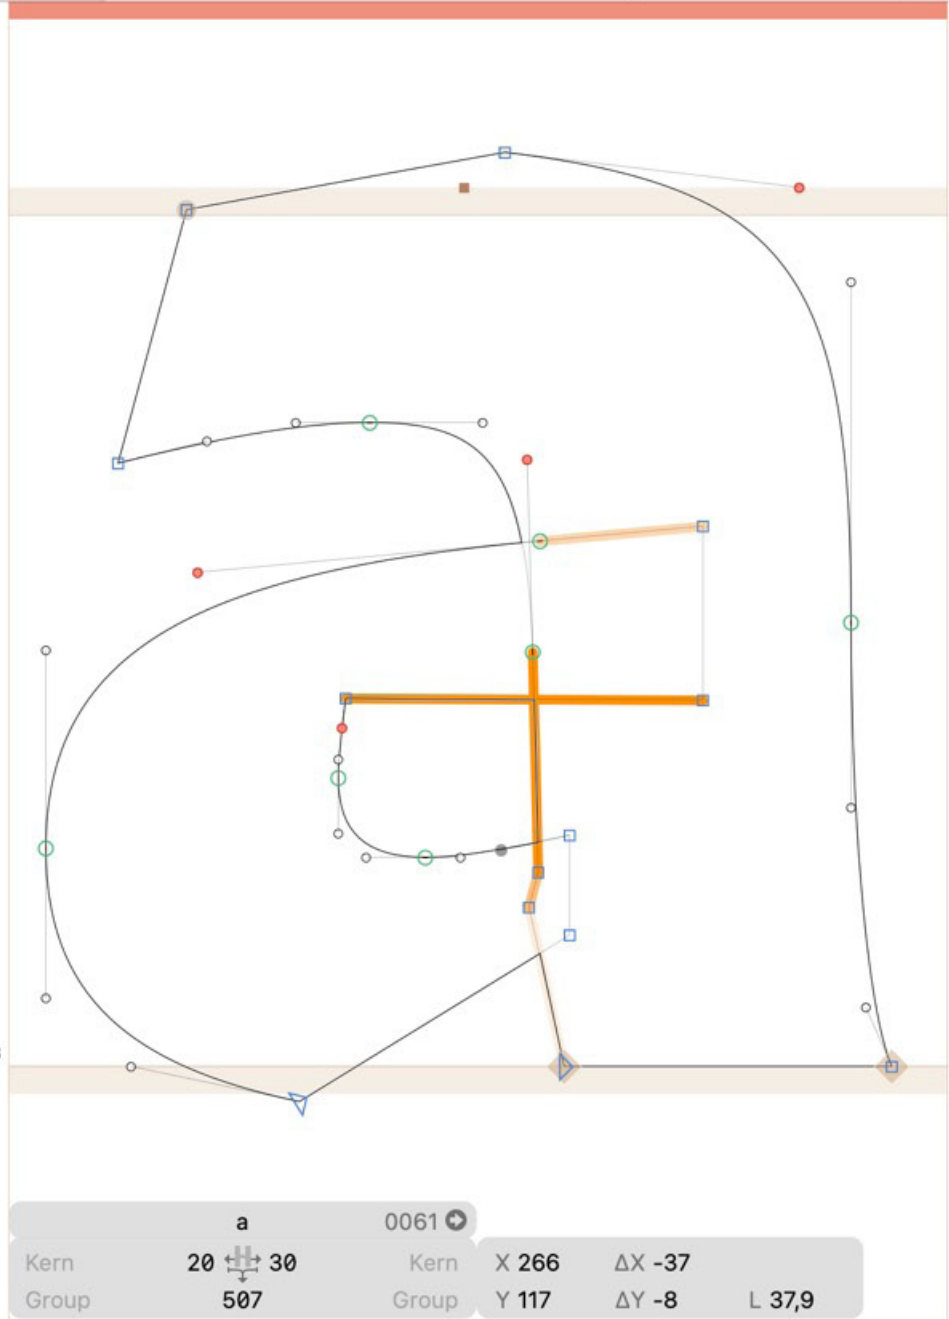 a 0061
Kern 20 30 Kern
Group 507 Group
X 266 ΔX -37
Y 117 ΔY -8 L 37,9